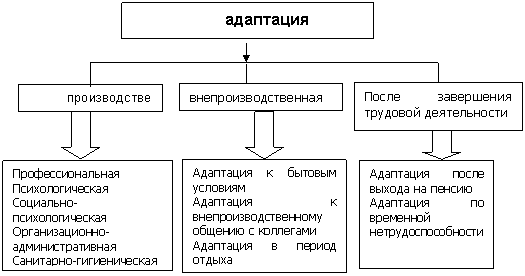 адаптация
производстве
внепроизводственная
После завершения
трудовой деятельности
Профессиональная
Психологическая
Социально-
психологическая
Организационно-
административная
Санитарно-гигиеническая
Адаптация к бытовым
условиям
Адаптация к
внепроизводственному
общению с коллегами
Адаптация в период
отдыха
Адаптация после
выхода на пенсию
Адаптация по
временной
нетрудоспособности